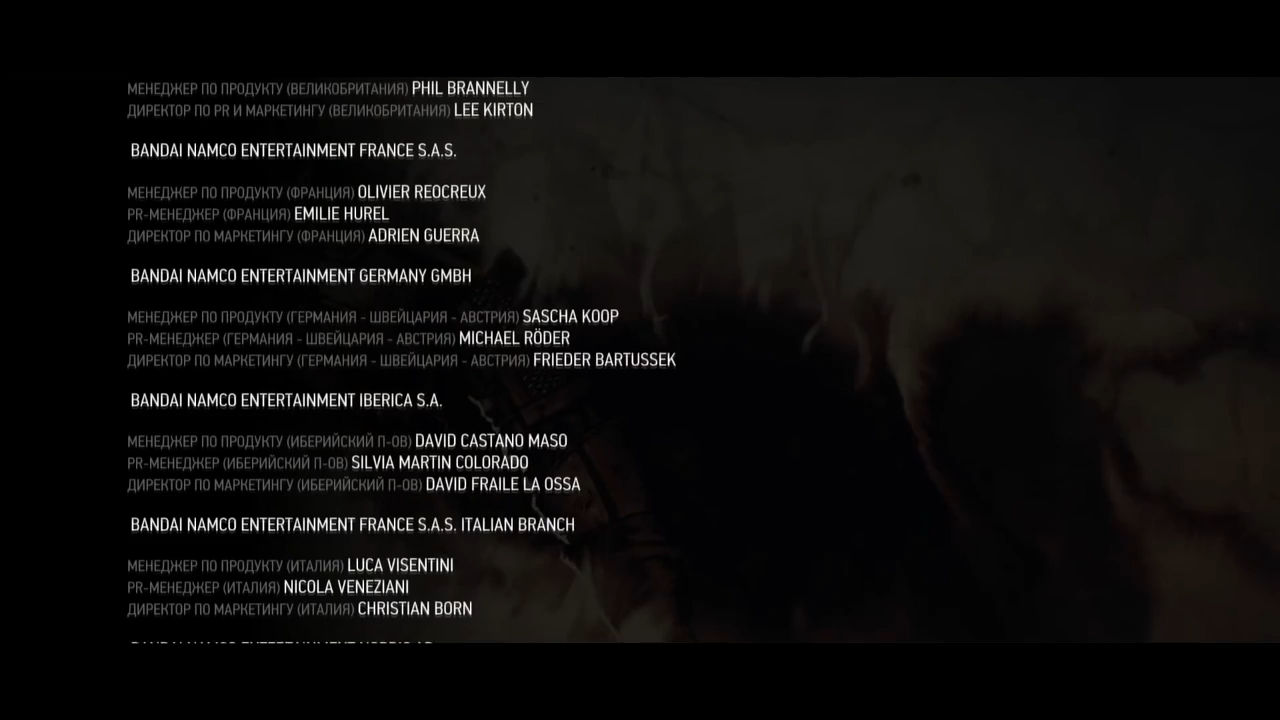 МЕНЕДЖЕР ПО ПРОДУКТУ (ВЕЛИКОБРИТАНИЯ) PHIL BRANNELLY
ДИРЕКТОР ПО PR И МАРКЕТИНГУ (ВЕЛИКОБРИТАНИЯ) LEE KIRTON
BANDAI NAMCO ENTERTAINMENT FRANCE S.A.S.
МЕНЕДЖЕР ПО ПРОДУКТУ (ФРАНЦИЯ) OLIVIER REOCREUX
PR-МЕНЕДЖЕР (ФРАНЦИЯ) EMILIE HUREL
ДИРЕКТОР ПО МАРКЕТИНГУ (ФРАНЦИЯ) ADRIEN GUERRA
BANDAI NAMCO ENTERTAINMENT GERMANY GMBH
МЕНЕДЖЕР ПО ПРОДУКТУ (ГЕРМАНИЯ - ШВЕЙЦАРИЯ - АВСТРИЯ) SASCHA KOOP
PR-МЕНЕДЖЕР (ГЕРМАНИЯ - ШВЕЙЦАРИЯ - АВСТРИЯ) MICHAEL RÖDER
ДИРЕКТОР ПО МАРКЕТИНГУ (ГЕРМАНИЯ - ШВЕЙЦАРИЯ - АВСТРИЯ) FRIEDER BARTUSSEK
BANDAI NAMCO ENTERTAINMENT IBERICA S.A.
МЕНЕДЖЕР ПО ПРОДУКТУ (ИБЕРИЙСКИЙ П-ОВ) DAVID CASTANO MASO
PR-МЕНЕДЖЕР (ИБЕРИЙСКИЙ П-ОВ) SILVIA MARTIN COLORADO
ДИРЕКТОР ПО МАРКЕТИНГУ (ИБЕРИЙСКИЙ П-ОВ) DAVID FRAILE LA OSSA
BANDAI NAMCO ENTERTAINMENT FRANCE S.A.S. ITALIAN BRANCH
МЕНЕДЖЕР ПО ПРОДУКТУ (ИТАЛИЯ) LUCA VISENTINI
PR-МЕНЕДЖЕР (ИТАЛИЯ) NICOLA VENEZIANI
ДИРЕКТОР ПО МАРКЕТИНГУ (ИТАЛИЯ) CHRISTIAN BORN